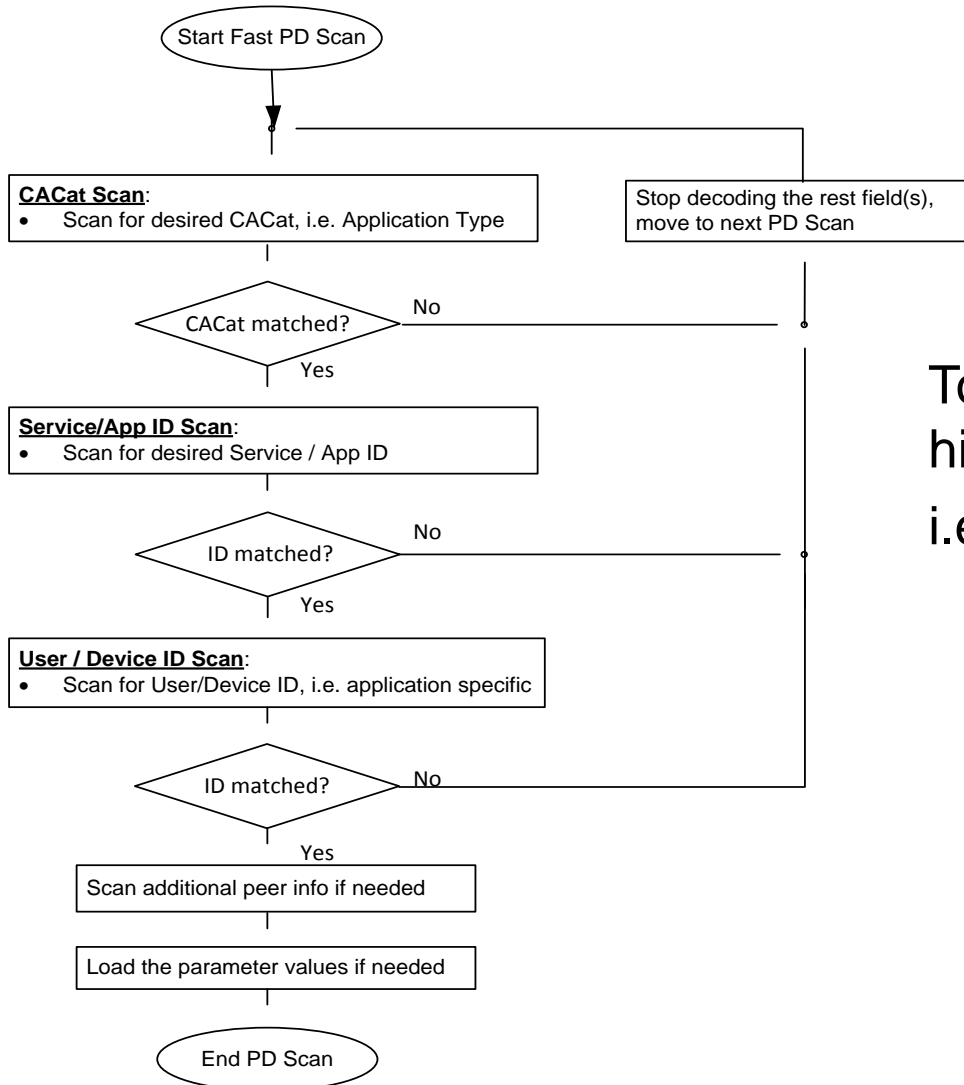 Start Fast PD Scan
CACat Scan:
• Scan for desired CACat, i.e. Application Type
Stop decoding the rest field(s),
move to next PD Scan
CACat matched?
No
Yes
Service/App ID Scan:
• Scan for desired Service / App ID
ID matched?
No
Yes
User / Device ID Scan:
• Scan for User/Device ID, i.e. application specific
ID matched?
No
Yes
Scan additional peer info if needed
Load the parameter values if needed
End PD Scan